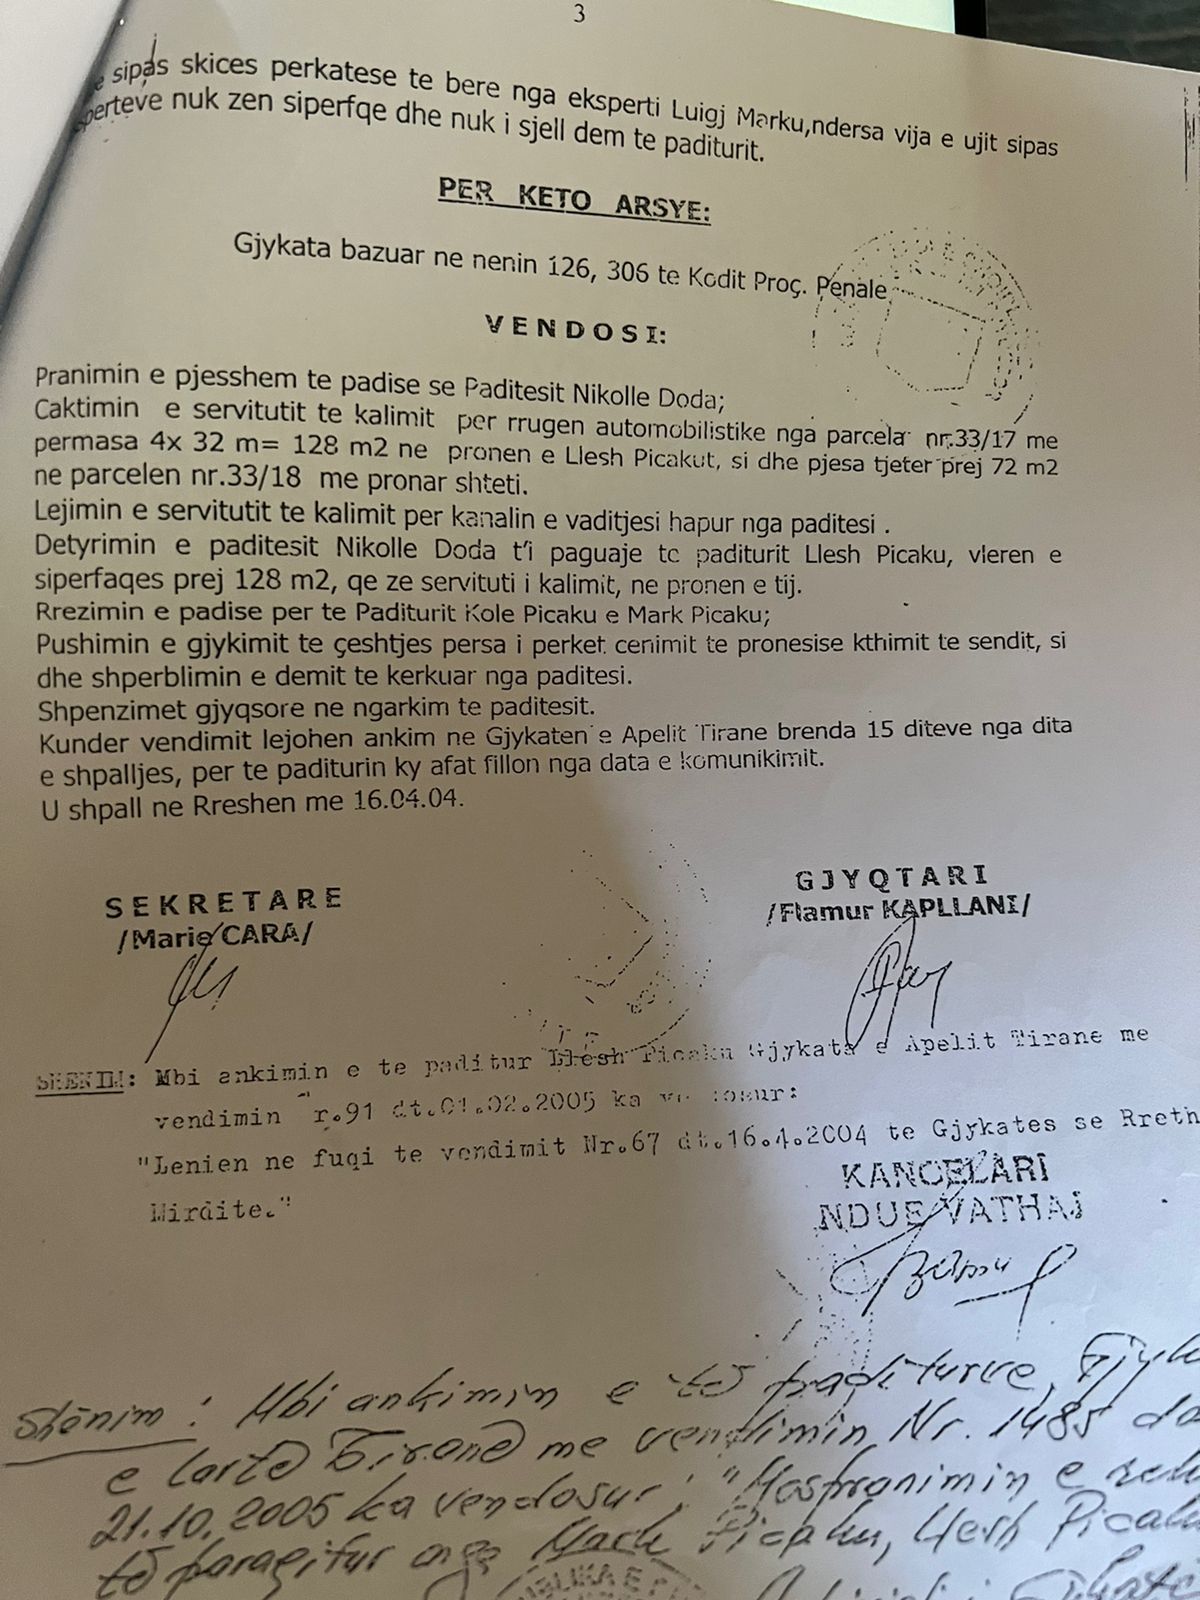 3
sipas skices perkatese te bere nga eksperti Luigj Marku,ndersa vija e ujit sipas
perteve nuk zen siperfqe dhe nuk i sjell dem te paditurit.
PER KETO ARSYE:
Gjykata bazuar ne nenin 126, 306 te Kodit Proç. Penale
VENDOSI:
Pranimin e pjesshem te padise se Paditesit Nikolle Doda;
Caktimin e servitutit te kalimit per rrugen automobilistike nga parcela nr.33/17 me
permasa 4x 32 m= 128 m2 ne pronen e Llesh Picakut, si dhe pjesa tjeter prej 72 m2
ne parcelen nr.33/18 me pronar shteti.
Lejimin e servitutit te kalimit per kanalin e vaditjesi hapur nga paditesi .
Detyrimin e paditesit Nikolle Doda t'i paguaje te paditurit Llesh Picaku, vleren e
siperfaqes prej 128 m2, qe ze servituti i kalimit, ne pronen e tij.
Rrezimin e padise per te Paditurit Kole Picaku e Mark Picaku;
Pushimin e gjykimit te çeshtjes persa i perket cenimit te pronesise kthimit te sendit, si
dhe shperblimin e demit te kerkuar nga paditesi.
Shpenzimet gjyqsore ne ngarkim te paditesit.
Kunder vendimit lejohen ankim ne Gjykaten e Apelit Tirane brenda 15 diteve nga dita
e shpalljes, per te paditurin ky afat fillon nga data e komunikimit.
U shpall ne Rreshen me 16.04.04.
SEKRETARE
/Marie CARA/
GJYQTARI
/Flamur KAPLLANI/
SHENIM: Mbi ankimin e te paditur Llesh Picaku Gjykata e Apelit Tirane me
vendimin r.91 dt.01.02.2005 ka
"Lenien ne fuqi te vendimit Nr.67 dt.16.4.2004 te Gjykates se Rreth
Mirdite."
KANCELARI
NDUE VATHAJ
Shënim: Mbi ankimin e të paditurve, Gjyk
e Lartë Tiranë me vendimin Nr. 1485 da
21.10.2005 ka vendosur: "Mospranimin e
të paraqitur nga Mark Picaku, Llesh Picak